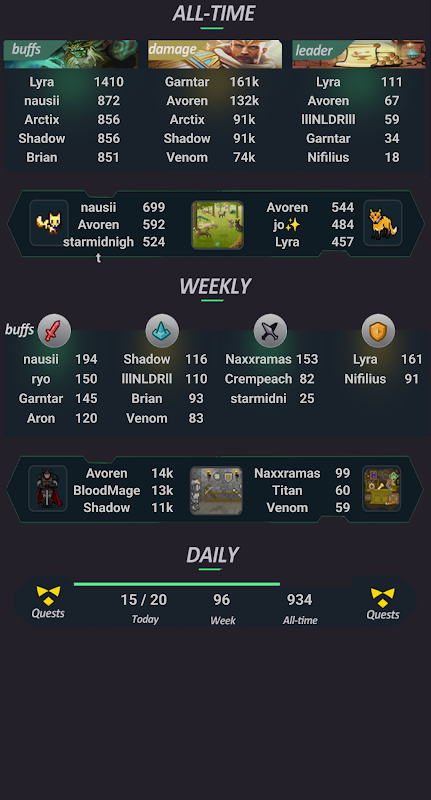 ALL-TIME
buffs damage leader
Lyra 1410 Garntar 161k Lyra 111
nausii 872 Avoren 132k Avoren 67
Arctix 856 Arctix 91k lllNLDRlll 59
Shadow 856 Shadow 91k Garntar 34
Brian 851 Venom 74k Nifilius 18
nausii 699 Avoren 544
Avoren 592 jo✨ 484
starmidnigh 524 Lyra 457
t
WEEKLY
buffs
nausii 194 Shadow 116 Naxxramas 153 Lyra 161
ryo 150 lllNLDRll 110 Crempeach 82 Nifilius 91
Garntar 145 Brian 93 starmidni 25
Aron 120 Venom 83
Avoren 14k Naxxramas 99
BloodMage 13k Titan 60
Shadow 11k Venom 59
DAILY
15 / 20 96 934
Quests Today Week All-time Quests